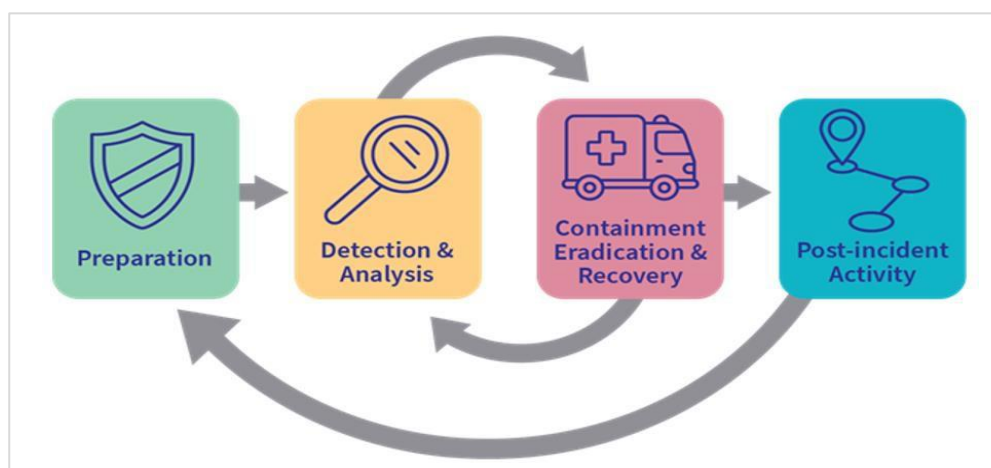 Preparation
Detection &
Analysis
Containment
Eradication &
Recovery
Post-incident
Activity